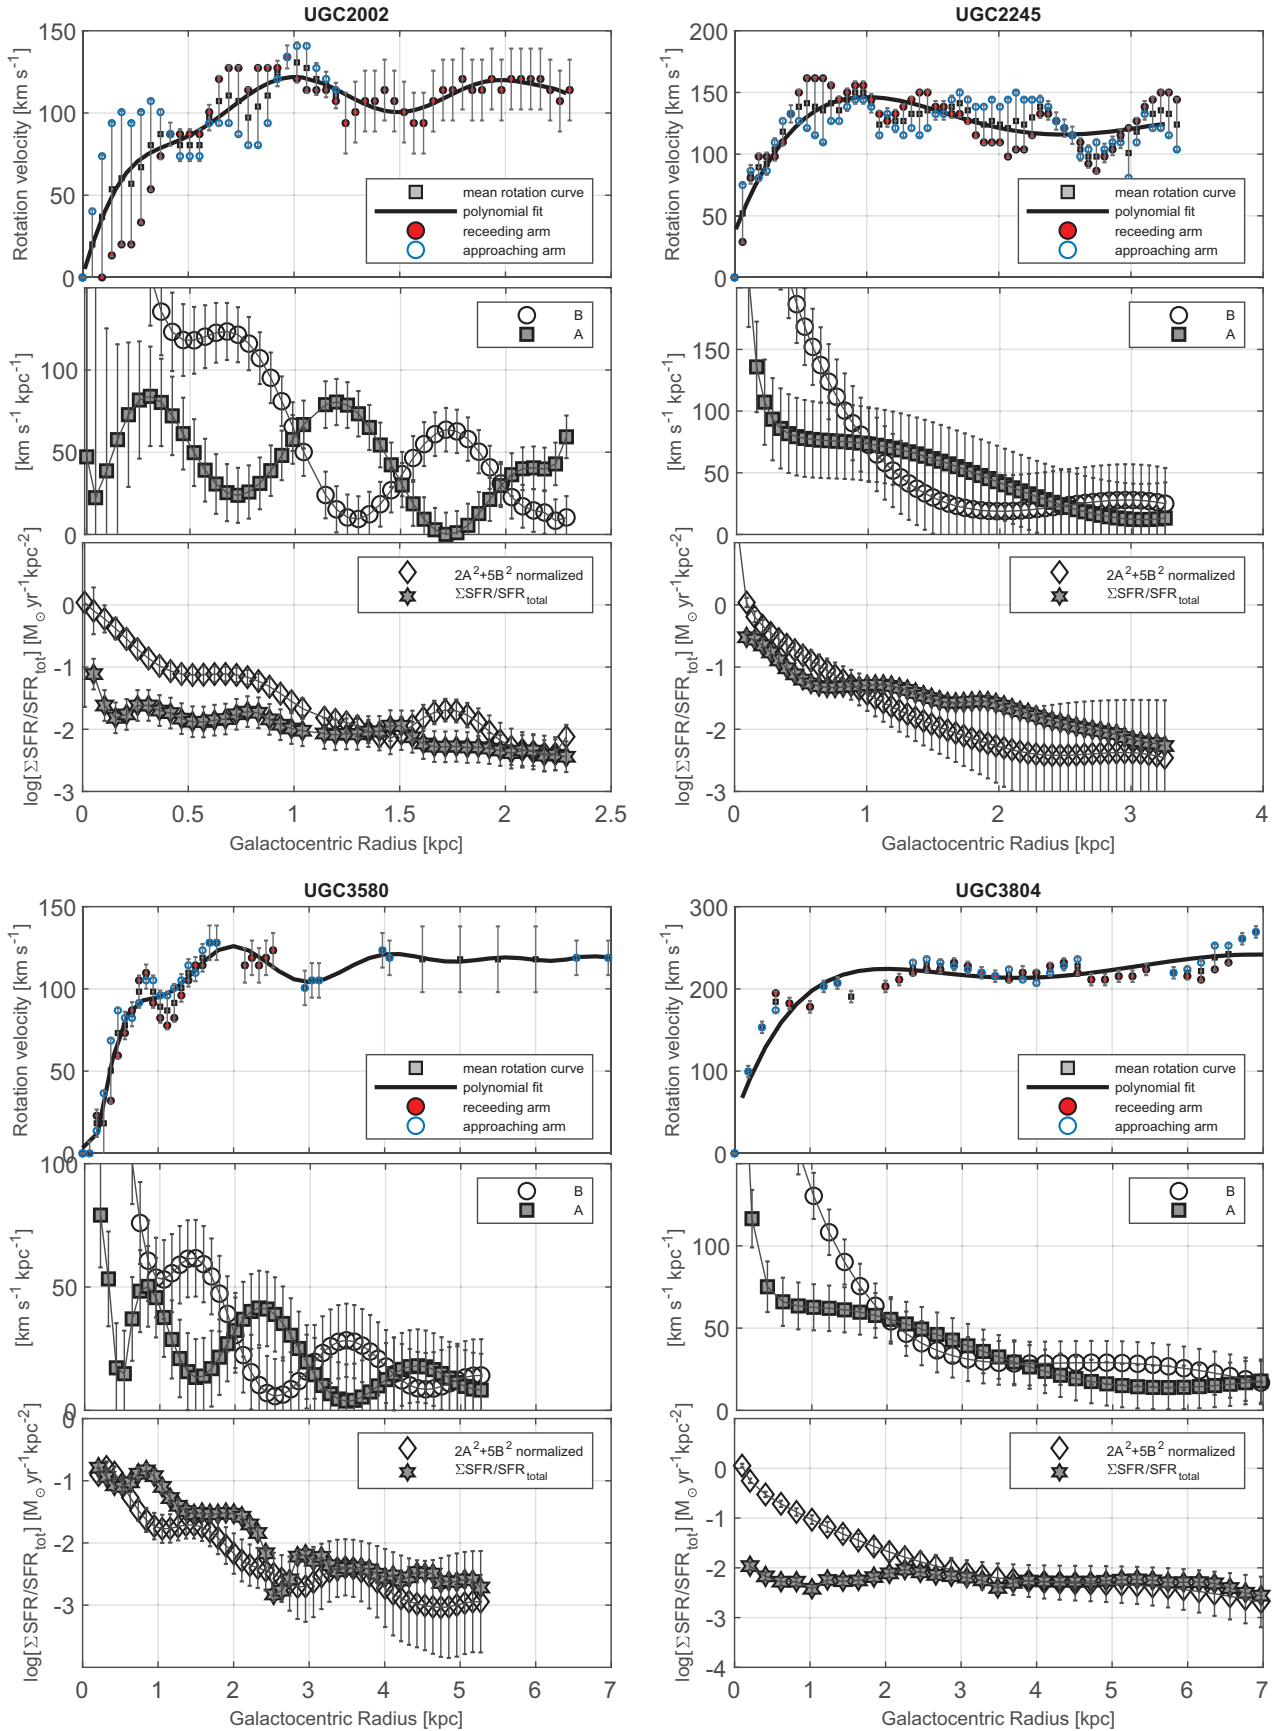 UGC2002
Rotation velocity [km s-1]
150
100
50
0
mean rotation curve
polynomial fit
receeding arm
approaching arm
[km s-1 kpc-1]
100
50
0
B
A
log[ΣSFR/SFRtot] [M⊙ yr-1kpc-2]
0
-1
-2
-3
2A2+5B2 normalized
ΣSFR/SFRtotal
0 0.5 1 1.5 2 2.5
Galactocentric Radius [kpc]
UGC2245
Rotation velocity [km s-1]
200
150
100
50
0
mean rotation curve
polynomial fit
receeding arm
approaching arm
[km s-1 kpc-1]
150
100
50
0
B
A
log[ΣSFR/SFRtot] [M⊙ yr-1kpc-2]
0
-1
-2
-3
2A2+5B2 normalized
ΣSFR/SFRtotal
0 1 2 3 4
Galactocentric Radius [kpc]
UGC3580
Rotation velocity [km s-1]
150
100
50
0
mean rotation curve
polynomial fit
receeding arm
approaching arm
[km s-1 kpc-1]
100
50
0
B
A
log[ΣSFR/SFRtot] [M⊙ yr-1kpc-2]
0
-1
-2
-3
2A2+5B2 normalized
ΣSFR/SFRtotal
0 1 2 3 4 5 6 7
Galactocentric Radius [kpc]
UGC3804
Rotation velocity [km s-1]
300
200
100
0
mean rotation curve
polynomial fit
receeding arm
approaching arm
[km s-1 kpc-1]
100
50
0
B
A
log[ΣSFR/SFRtot] [M⊙ yr-1kpc-2]
0
-1
-2
-3
-4
2A2+5B2 normalized
ΣSFR/SFRtotal
0 1 2 3 4 5 6 7
Galactocentric Radius [kpc]